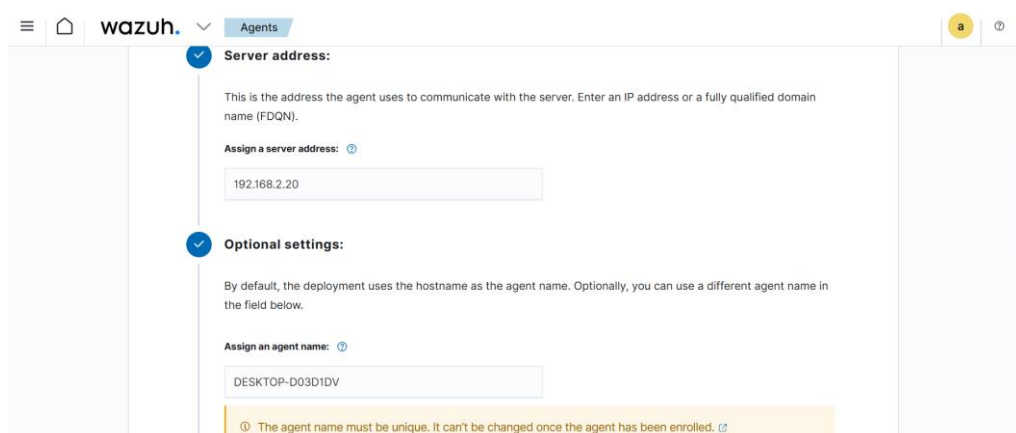 wazuh.
Agents
a
Server address:
This is the address the agent uses to communicate with the server. Enter an IP address or a fully qualified domain
name (FDQN).
Assign a server address:
192.168.2.20
Optional settings:
By default, the deployment uses the hostname as the agent name. Optionally, you can use a different agent name in
the field below.
Assign an agent name:
DESKTOP-D03D1DV
The agent name must be unique. It can't be changed once the agent has been enrolled.